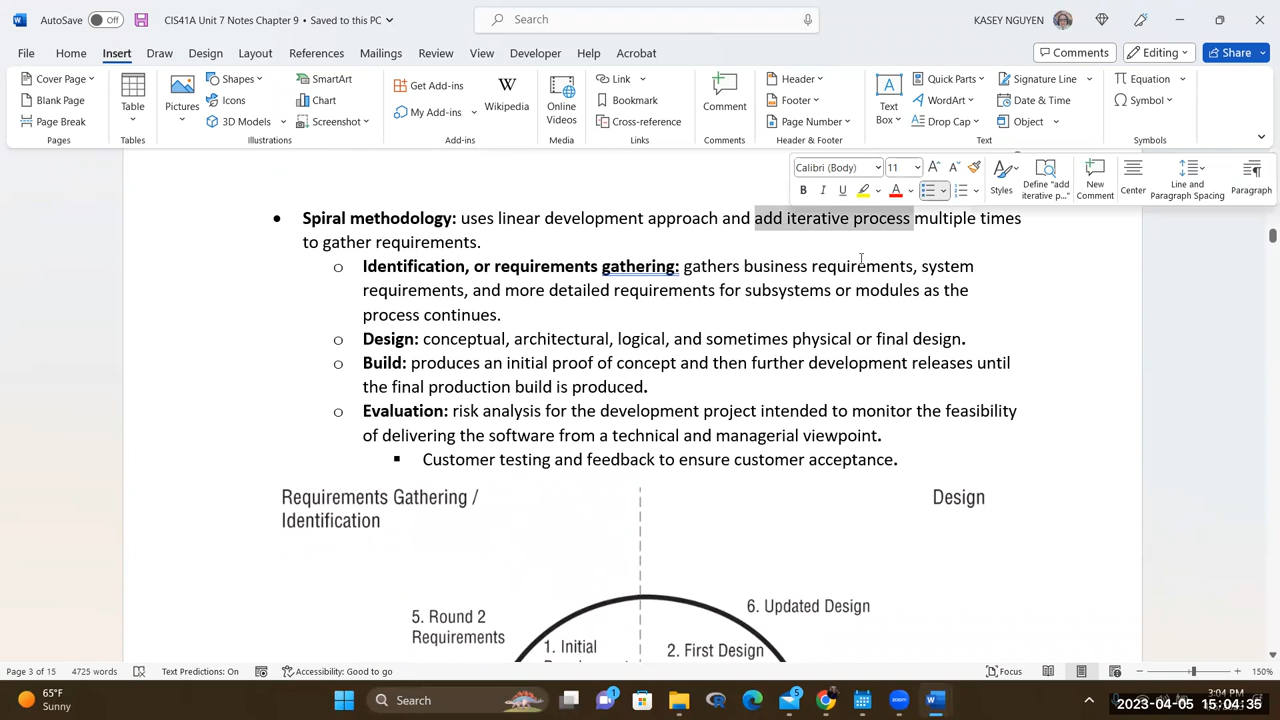 AutoSave Off CIS41A Unit 7 Notes Chapter 9 • Saved to this PC Search KASEY NGUYEN
File Home Insert Draw Design Layout References Mailings Review View Developer Help Acrobat Comments Editing Share
Cover Page Blank Page Page Break Pages
Table Tables
Pictures Shapes Icons 3D Models SmartArt Chart Screenshot Illustrations
Get Add-ins My Add-ins W Wikipedia Add-ins
Online Videos Media
Link Bookmark Cross-reference Links
Comment Comments
Header Footer Page Number Header & Footer
Text Box Quick Parts WordArt Drop Cap Signature Line Date & Time Object Text
Equation Symbol Symbols
Calibri (Body) 11 B I U A Styles Define "add iterative p..." New Comment Center Line and Paragraph Spacing Paragraph
• Spiral methodology: uses linear development approach and add iterative process multiple times
to gather requirements.
o Identification, or requirements gathering: gathers business requirements, system
requirements, and more detailed requirements for subsystems or modules as the
process continues.
o Design: conceptual, architectural, logical, and sometimes physical or final design.
o Build: produces an initial proof of concept and then further development releases until
the final production build is produced.
o Evaluation: risk analysis for the development project intended to monitor the feasibility
of delivering the software from a technical and managerial viewpoint.
▪ Customer testing and feedback to ensure customer acceptance.
Requirements Gathering / Design
Identification
5. Round 2 6. Updated Design
Requirements
1. Initial 2. First Design
Page 3 of 15 4725 words Text Predictions: On Accessibility: Good to go Focus 150%
65°F
Sunny
Search 1 5 zoom 3:04 PM
2023-04-05 15:04:35